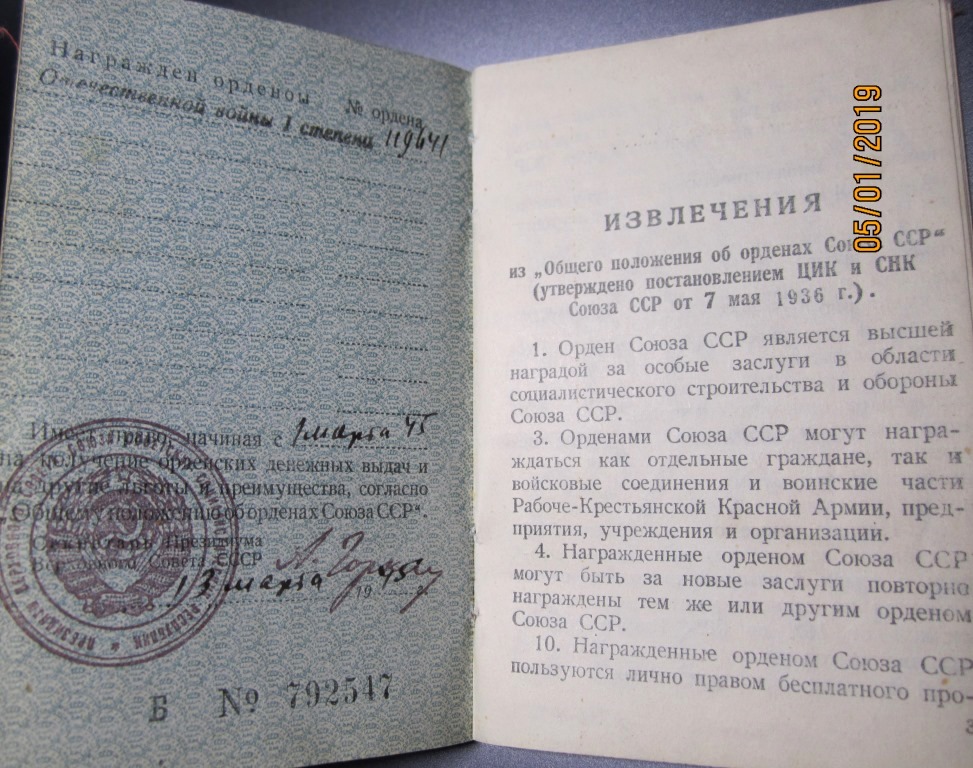 Награжден орденом № ордена
Отечественной войны I степени 119641
Имеет право, начиная с 1 марта 45
на получение орденских денежных выдач и
на другие льготы и преимущества, согласно
„Общему положению об орденах Союза ССР“.
Секретарь Президиума
Верховного Совета СССР А. Горкин
13 марта 1945
Б № 792547
05/01/2019
ИЗВЛЕЧЕНИЯ
из „Общего положения об орденах Союза ССР“
(утверждено постановлением ЦИК и СНК
Союза ССР от 7 мая 1936 г.).
1. Орден Союза ССР является высшей
наградой за особые заслуги в области
социалистического строительства и обороны
Союза ССР.
3. Орденами Союза ССР могут награ-
ждаться как отдельные граждане, так и
войсковые соединения и воинские части
Рабоче-Крестьянской Красной Армии, пред-
приятия, учреждения и организации.
4. Награжденные орденом Союза ССР
могут быть за новые заслуги повторно
награждены тем же или другим орденом
Союза ССР.
10. Награжденные орденом Союза ССР
пользуются лично правом бесплатного про-